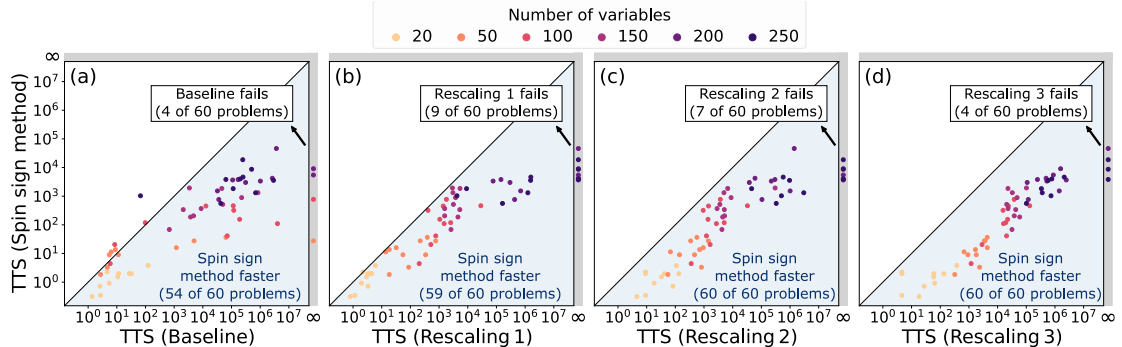 Number of variables
20 50 100 150 200 250
TTS (Spin sign method)
∞
10⁷
10⁶
10⁵
10⁴
10³
10²
10¹
10⁰
(a)
Baseline fails
(4 of 60 problems)
Spin sign
method faster
(54 of 60 problems)
10⁰ 10¹ 10² 10³ 10⁴ 10⁵ 10⁶ 10⁷ ∞
TTS (Baseline)
(b)
Rescaling 1 fails
(9 of 60 problems)
Spin sign
method faster
(59 of 60 problems)
10⁰ 10¹ 10² 10³ 10⁴ 10⁵ 10⁶ 10⁷ ∞
TTS (Rescaling 1)
(c)
Rescaling 2 fails
(7 of 60 problems)
Spin sign
method faster
(60 of 60 problems)
10⁰ 10¹ 10² 10³ 10⁴ 10⁵ 10⁶ 10⁷ ∞
TTS (Rescaling 2)
(d)
Rescaling 3 fails
(4 of 60 problems)
Spin sign
method faster
(60 of 60 problems)
10⁰ 10¹ 10² 10³ 10⁴ 10⁵ 10⁶ 10⁷ ∞
TTS (Rescaling 3)